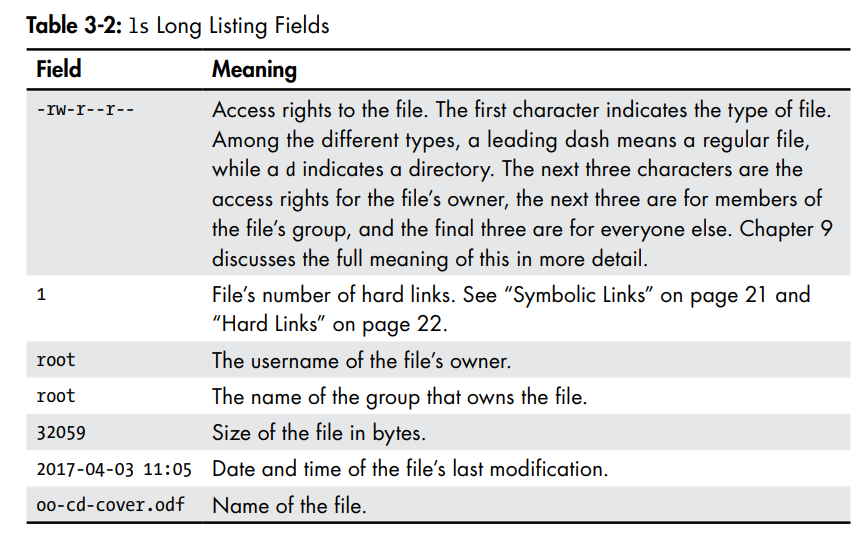 Table 3-2: ls Long Listing Fields
Field Meaning
-rw-r--r-- Access rights to the file. The first character indicates the type of file.
Among the different types, a leading dash means a regular file,
while a d indicates a directory. The next three characters are the
access rights for the file’s owner, the next three are for members of
the file’s group, and the final three are for everyone else. Chapter 9
discusses the full meaning of this in more detail.
1 File’s number of hard links. See “Symbolic Links” on page 21 and
“Hard Links” on page 22.
root The username of the file’s owner.
root The name of the group that owns the file.
32059 Size of the file in bytes.
2017-04-03 11:05 Date and time of the file’s last modification.
oo-cd-cover.odf Name of the file.